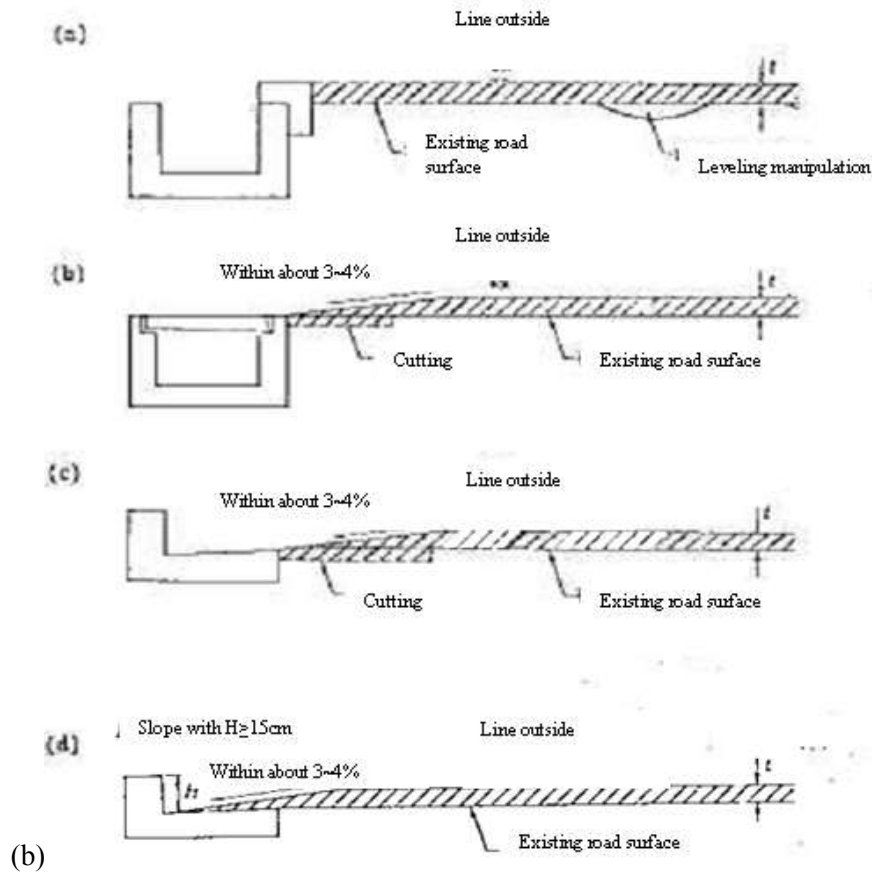 (a)
Line outside
t
Existing road
surface
Leveling manipulation
Line outside
(b)
Within about 3~4%
t
Cutting
Existing road surface
(c)
Line outside
Within about 3~4%
t
Cutting
Existing road surface
(d)
Slope with H≥15cm
Line outside
Within about 3~4%
t
h
Existing road surface
(b)